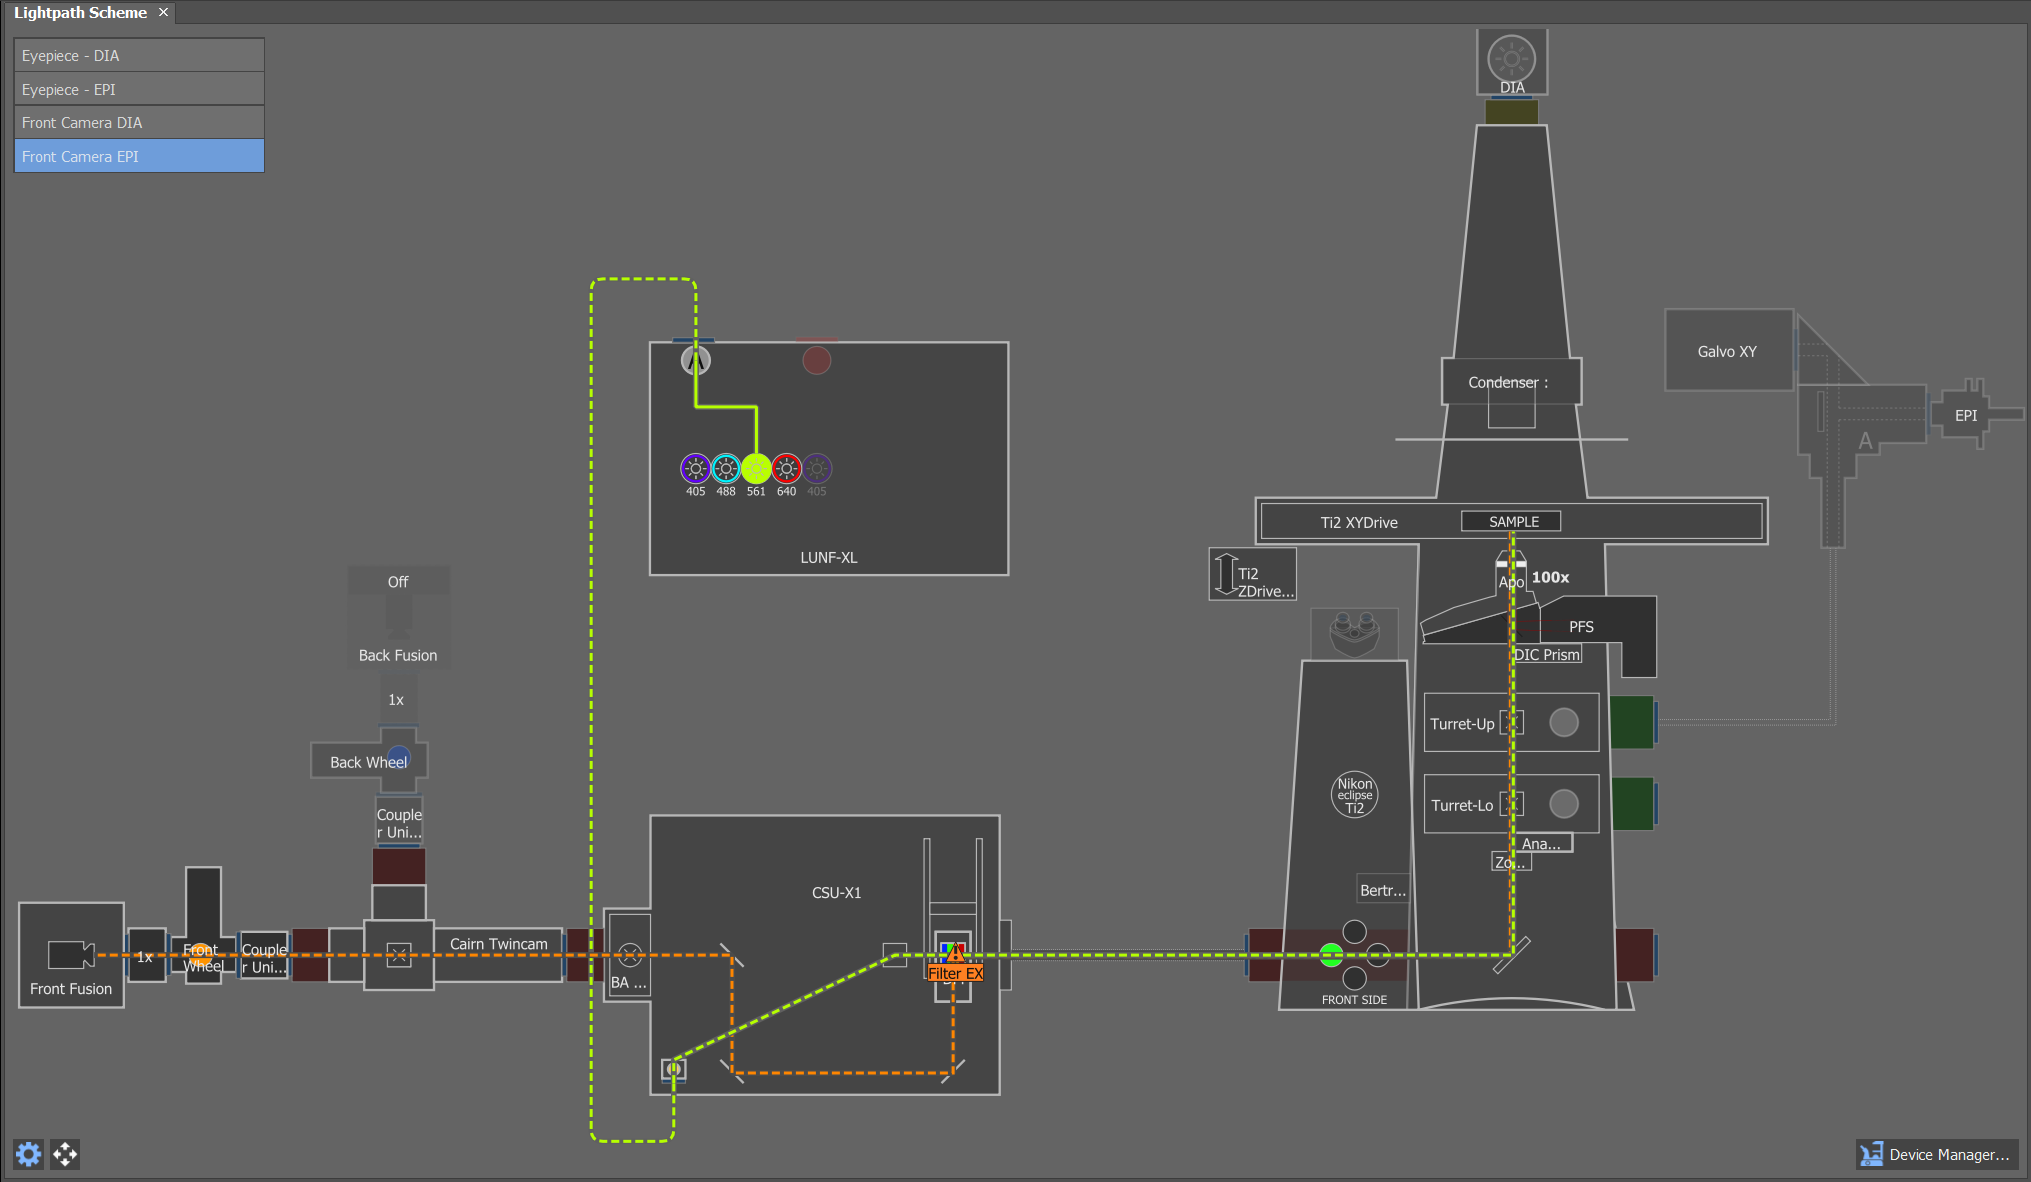 Lightpath Scheme ×
Eyepiece - DIA
Eyepiece - EPI
Front Camera DIA
Front Camera EPI
DIA
Galvo XY
Condenser :
EPI
A
A
405
488
561
640
405
LUNF-XL
Ti2 XYDrive
SAMPLE
Ti2
ZDrive...
Apo
100x
PFS
DIC Prism
Off
Back Fusion
1x
Turret-Up
Back Wheel
Nikon
eclipse
Ti2
Turret-Lo
Couple
r Uni...
Ana...
Zo...
CSU-X1
Bertr...
Cairn Twincam
Front
Wheel
Couple
r Uni...
1x
Front Fusion
BA ...
Filter EX
FRONT SIDE
Device Manager...